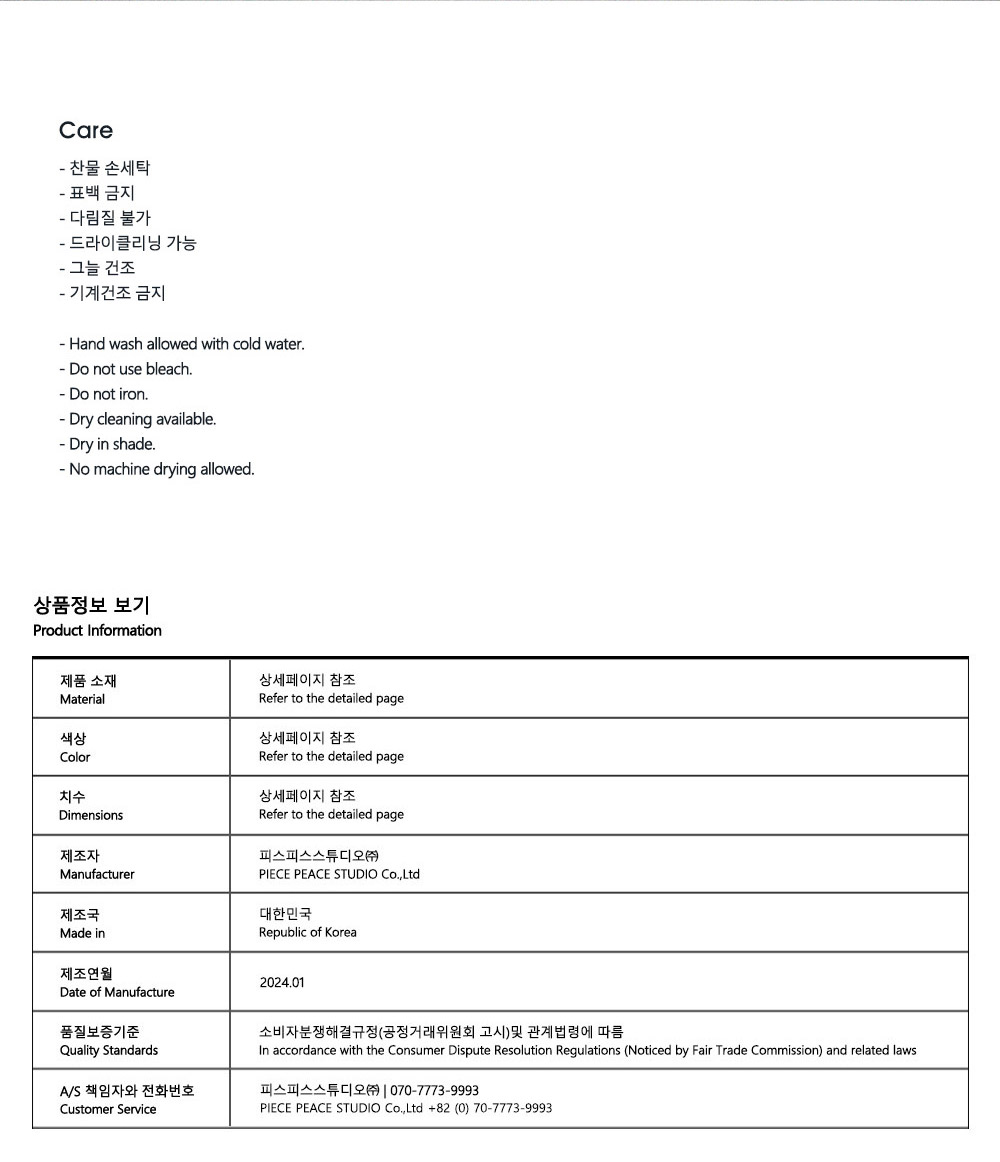 Care
- 찬물 손세탁
- 표백 금지
- 다림질 불가
- 드라이클리닝 가능
- 그늘 건조
- 기계건조 금지
- Hand wash allowed with cold water.
- Do not use bleach.
- Do not iron.
- Dry cleaning available.
- Dry in shade.
- No machine drying allowed.
상품정보 보기
Product Information
제품 소재
Material
상세페이지 참조
Refer to the detailed page
색상
Color
상세페이지 참조
Refer to the detailed page
치수
Dimensions
상세페이지 참조
Refer to the detailed page
제조자
Manufacturer
피스피스스튜디오㈜
PIECE PEACE STUDIO Co.,Ltd
제조국
Made in
대한민국
Republic of Korea
제조연월
Date of Manufacture
2024.01
품질보증기준
Quality Standards
소비자분쟁해결규정(공정거래위원회 고시)및 관계법령에 따름
In accordance with the Consumer Dispute Resolution Regulations (Noticed by Fair Trade Commission) and related laws
A/S 책임자와 전화번호
Customer Service
피스피스스튜디오㈜ | 070-7773-9993
PIECE PEACE STUDIO Co.,Ltd +82 (0) 70-7773-9993